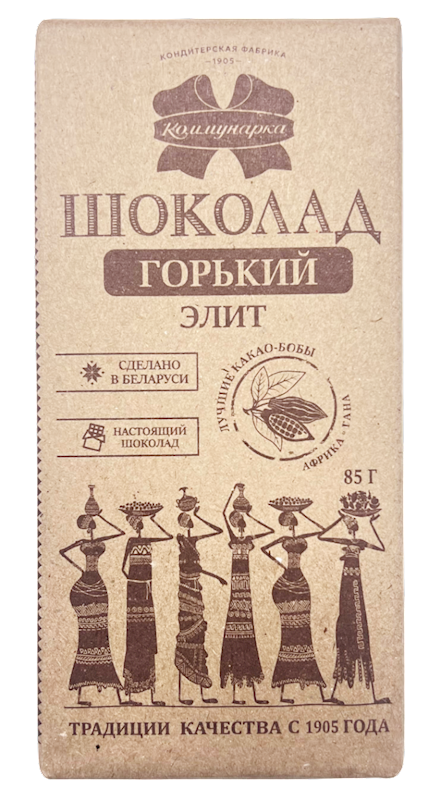 КОНДИТЕРСКАЯ ФАБРИКА
–1905–
Коммунарка
ШОКОЛАД
ГОРЬКИЙ
ЭЛИТ
СДЕЛАНО
В БЕЛАРУСИ
НАСТОЯЩИЙ
ШОКОЛАД
ЛУЧШИЕ КАКАО-БОБЫ
АФРИКА · ГАНА
85 Г
ТРАДИЦИИ КАЧЕСТВА С 1905 ГОДА